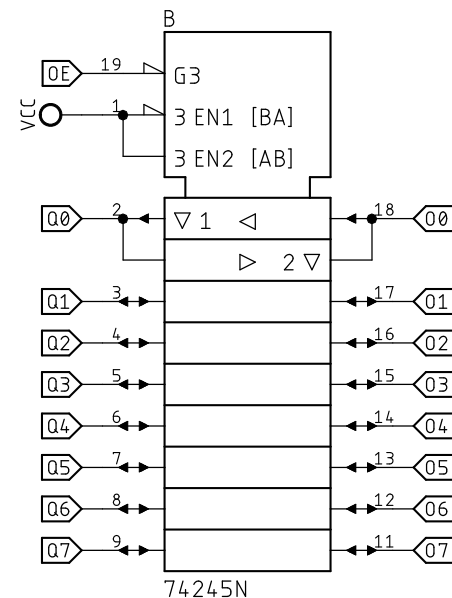 B
OE 19 G3
VCC 1 3 EN1 [BA]
3 EN2 [AB]
Q0 2 ▽ 1 ◁ 18 O0
▷ 2 ▽
Q1 3 17 O1
Q2 4 16 O2
Q3 5 15 O3
Q4 6 14 O4
Q5 7 13 O5
Q6 8 12 O6
Q7 9 11 O7
74245N